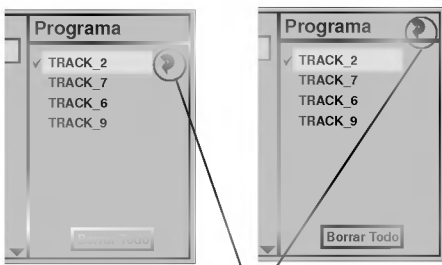 Programa
✓ TRACK_2
TRACK_7
TRACK_6
TRACK_9
Borrar Todo
Programa
✓ TRACK_2
TRACK_7
TRACK_6
TRACK_9
Borrar Todo